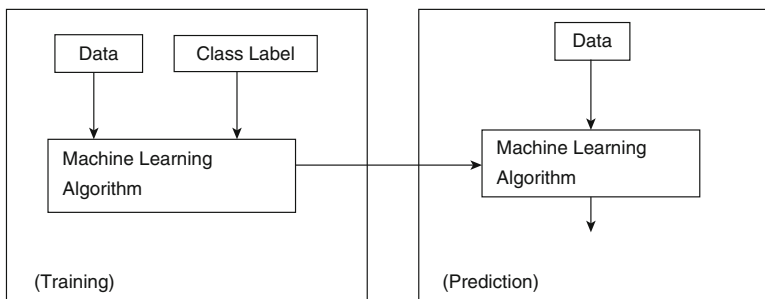 Data
Class Label
Machine Learning
Algorithm
(Training)
Data
Machine Learning
Algorithm
(Prediction)